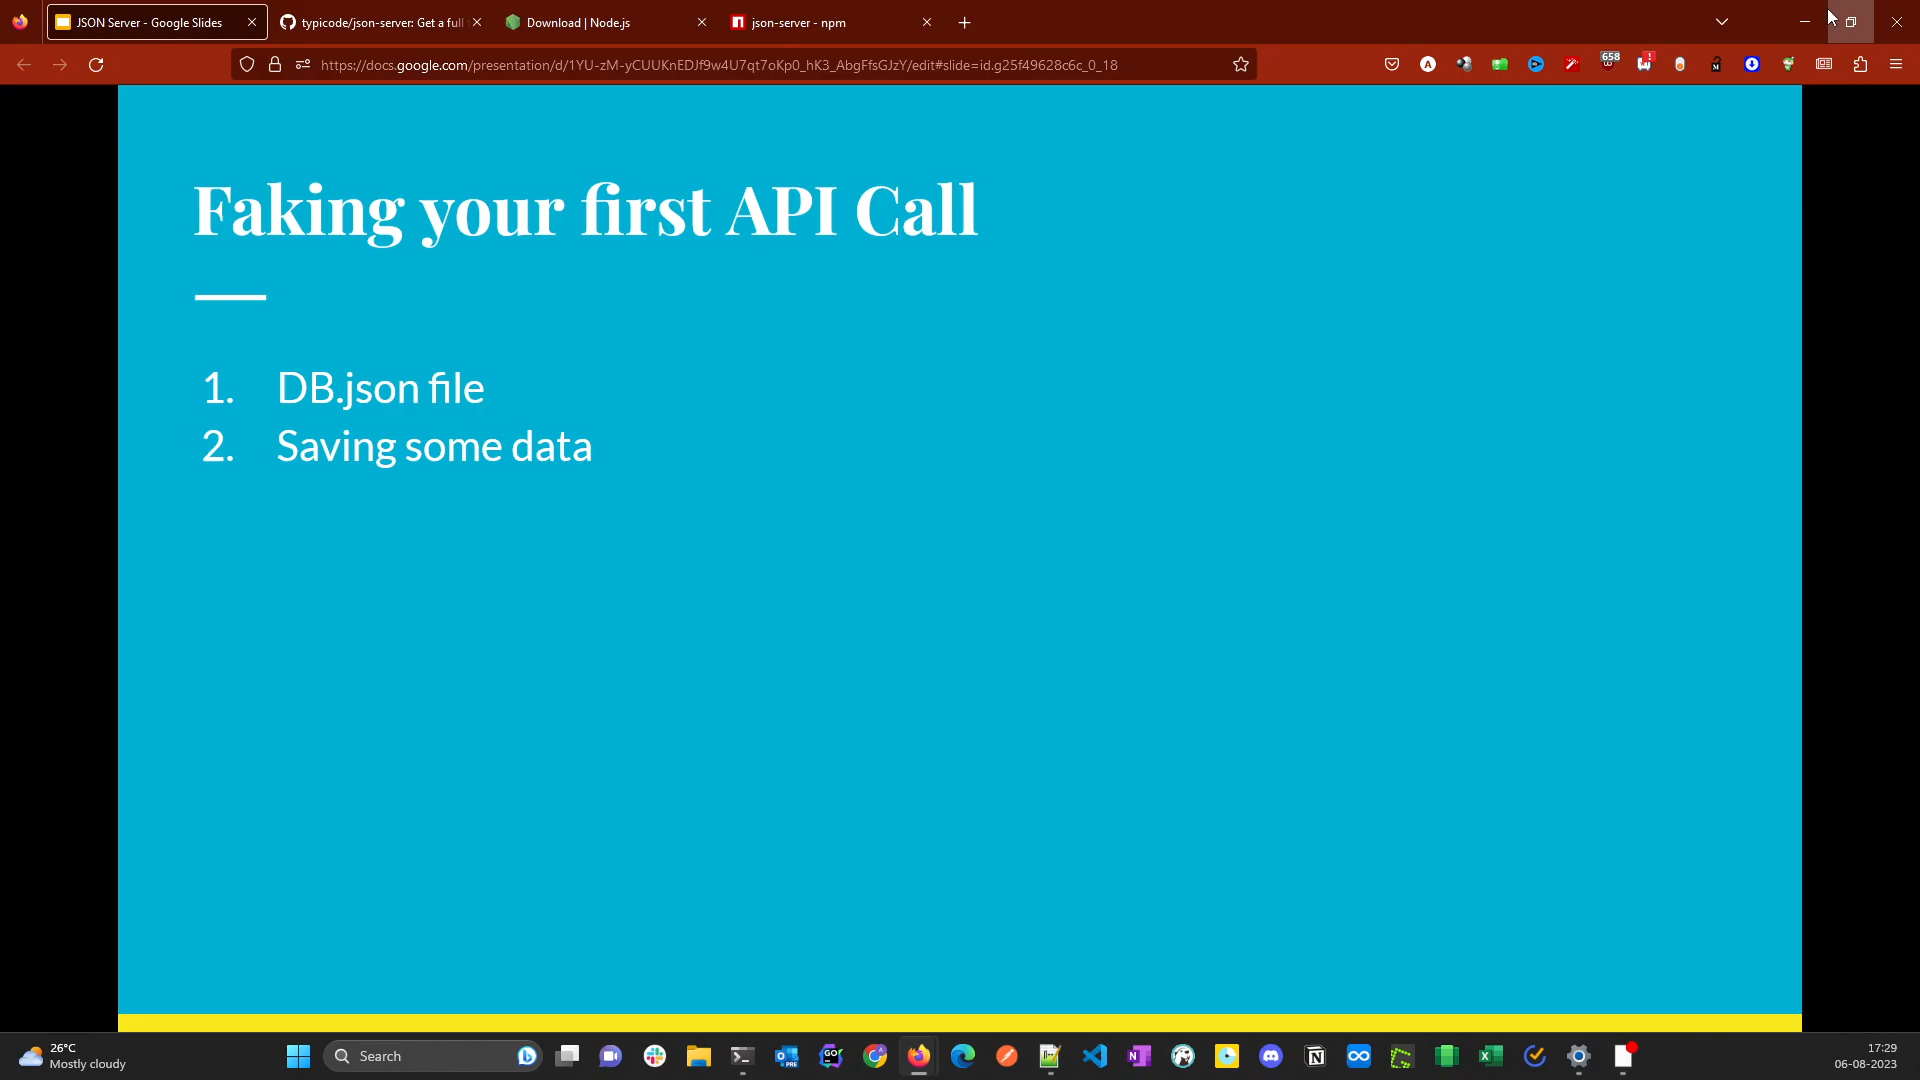 JSON Server - Google Slides
typicode/json-server: Get a full
Download | Node.js
json-server - npm
https://docs.google.com/presentation/d/1YU-zM-yCUUKnEDJf9w4U7qt7oKp0_hK3_AbgFfsGJzY/edit#slide=id.g25f49628c6c_0_18
658
1
Faking your first API Call
1. DB.json file
2. Saving some data
26°C
Mostly cloudy
Search
17:29
06-08-2023